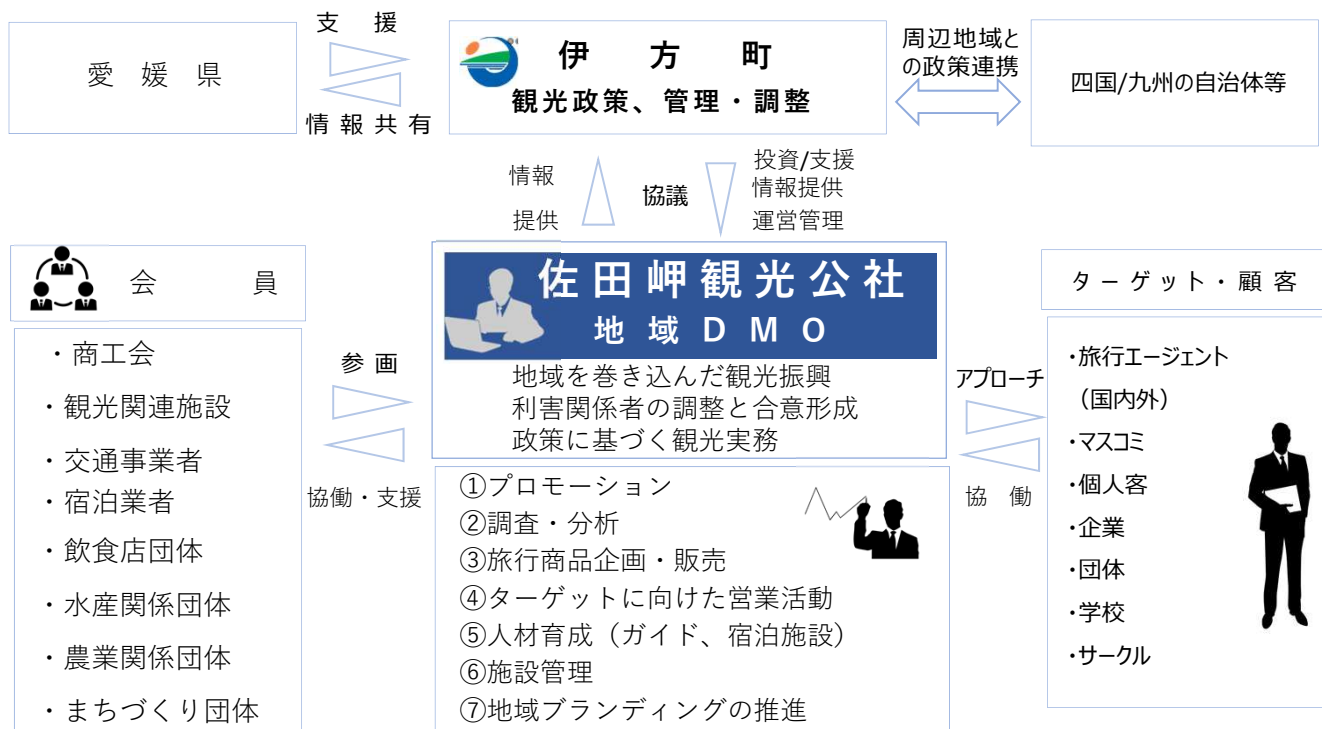 愛媛県
支援
情報共有
伊方町
観光政策、管理・調整
周辺地域と
の政策連携
四国/九州の自治体等
情報
提供
協議
投資/支援
情報提供
運営管理
会員
・商工会
・観光関連施設
・交通事業者
・宿泊業者
・飲食店団体
・水産関係団体
・農業関係団体
・まちづくり団体
参画
協働・支援
佐田岬観光公社
地域DMO
地域を巻き込んだ観光振興
利害関係者の調整と合意形成
政策に基づく観光実務
①プロモーション
②調査・分析
③旅行商品企画・販売
④ターゲットに向けた営業活動
⑤人材育成（ガイド、宿泊施設）
⑥施設管理
⑦地域ブランディングの推進
アプローチ
協働
ターゲット・顧客
・旅行エージェント
（国内外）
・マスコミ
・個人客
・企業
・団体
・学校
・サークル